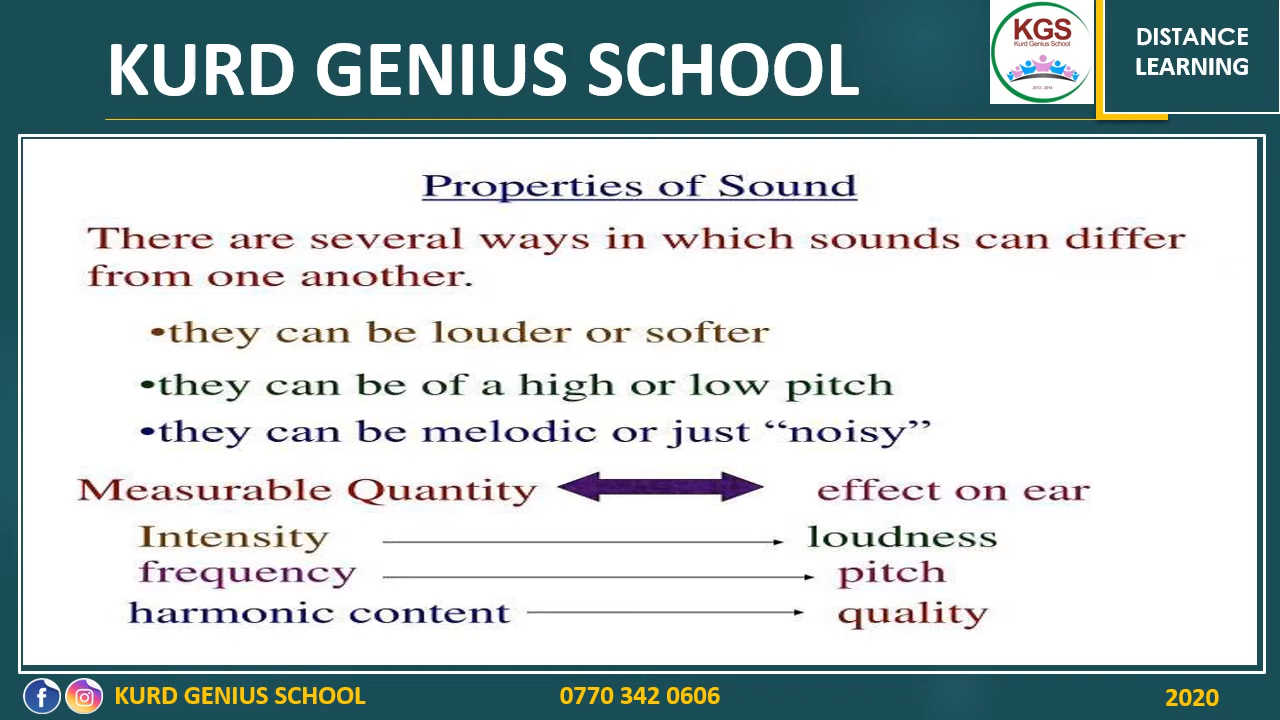 KURD GENIUS SCHOOL
KGS
Kurd Genius School
DISTANCE
LEARNING
Properties of Sound
There are several ways in which sounds can differ
from one another.
•they can be louder or softer
•they can be of a high or low pitch
•they can be melodic or just “noisy”
Measurable Quantity effect on ear
Intensity loudness
frequency pitch
harmonic content quality
KURD GENIUS SCHOOL 0770 342 0606 2020